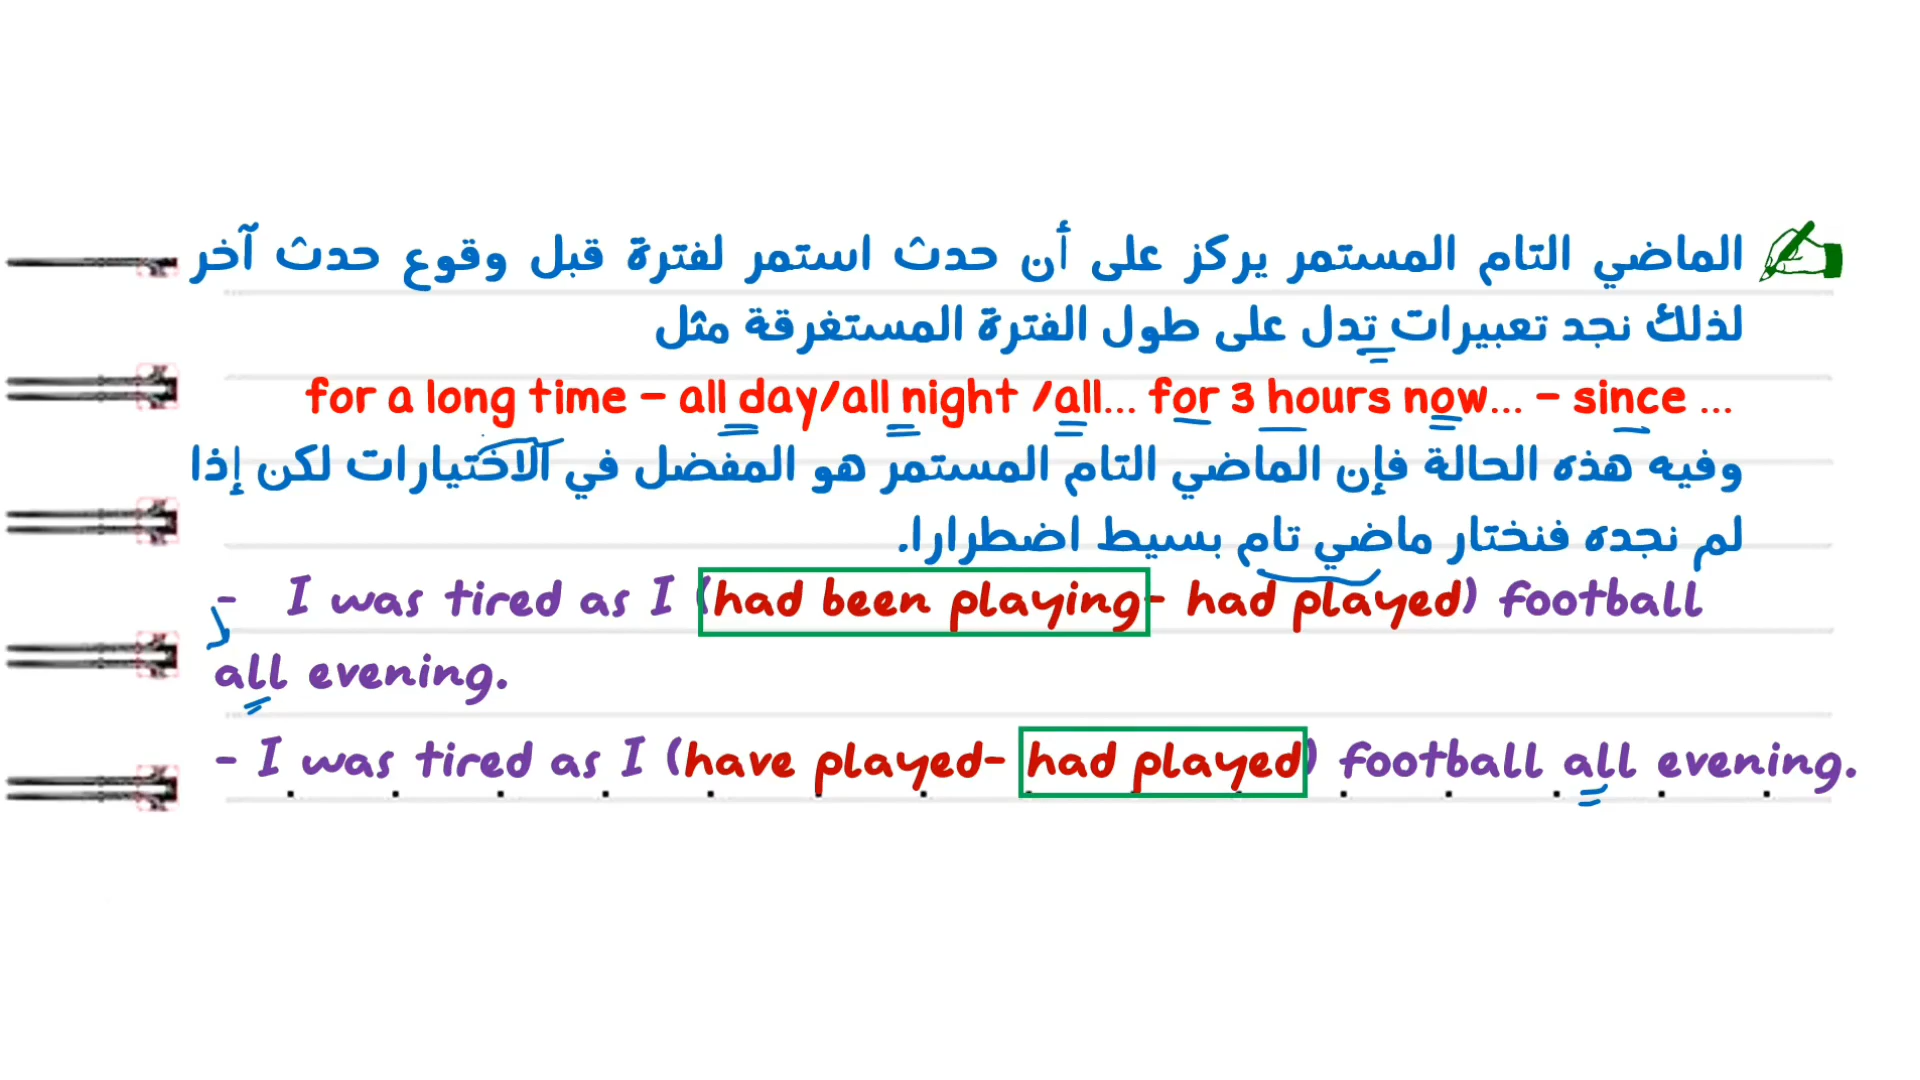 الماضي التام المستمر يركز على أن حدث استمر لفترة قبل وقوع حدث آخر
لذلك نجد تعبيرات تدل على طول الفترة المستغرقة مثل
for a long time – all day/all night /all... for 3 hours now... – since ...
وفيه هذه الحالة فإن الماضي التام المستمر هو المفضل في الاختيارات لكن إذا
لم نجده فنختار ماضي تام بسيط اضطرارا.
- I was tired as I (had been playing- had played) football
all evening.
- I was tired as I (have played- had played) football all evening.